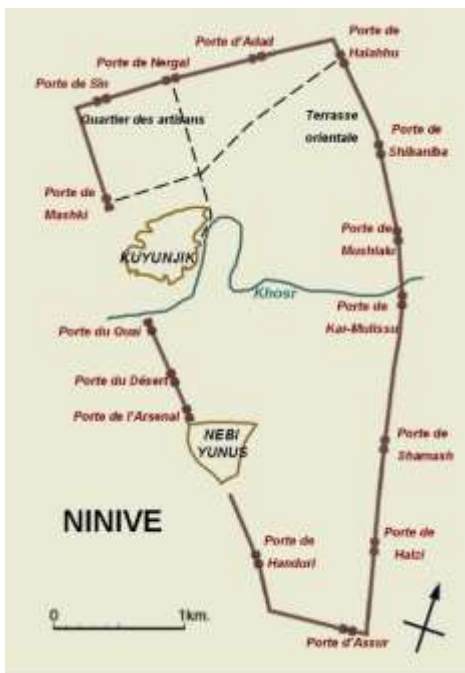 Porte de
Halahhu
Porte d'Adad
Porte de Nergal
Porte de Sin
Quartier des artisans
Terrasse
orientale
Porte de
Shibaniba
Porte de
Mashki
Porte de
Mushlalu
KUYUNJIK
Khosr
Porte de
Kar-Mulissu
Porte du Quai
Porte du Désert
Porte de l'Arsenal
NEBI
YUNUS
Porte de
Shamash
NINIVE
Porte de
Handuri
Porte de
Halzi
0
1km.
Porte d'Assur